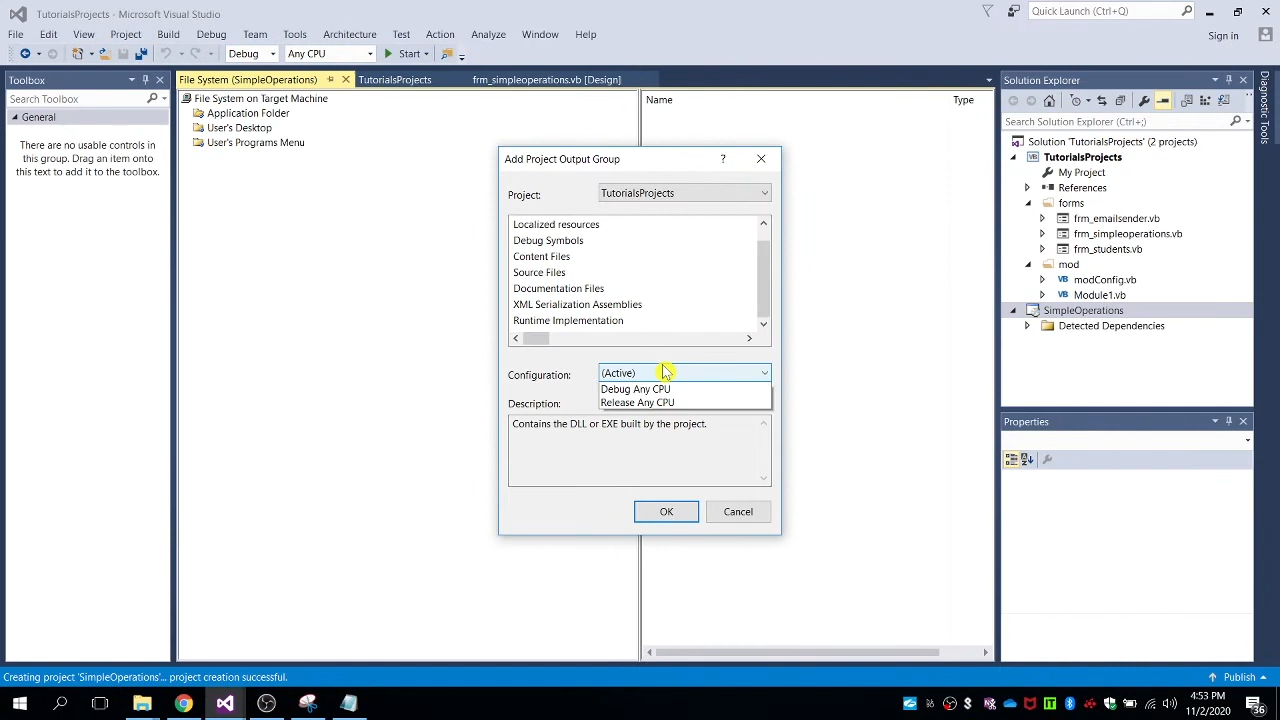 TutorialsProjects - Microsoft Visual Studio
Quick Launch (Ctrl+Q)
File Edit View Project Build Debug Team Tools Architecture Test Action Analyze Window Help
Sign in
Debug Any CPU Start
Toolbox
Search Toolbox
General
There are no usable controls in
this group. Drag an item onto
this text to add it to the toolbox.
File System (SimpleOperations) TutorialsProjects frm_simpleoperations.vb [Design]
File System on Target Machine
Application Folder
User's Desktop
User's Programs Menu
Name Type
Add Project Output Group
?
Project: TutorialsProjects
Localized resources
Debug Symbols
Content Files
Source Files
Documentation Files
XML Serialization Assemblies
Runtime Implementation
Configuration: (Active)
Debug Any CPU
Release Any CPU
Description:
Contains the DLL or EXE built by the project.
OK Cancel
Solution Explorer
Search Solution Explorer (Ctrl+;)
Solution 'TutorialsProjects' (2 projects)
TutorialsProjects
My Project
References
forms
frm_emailsender.vb
frm_simpleoperations.vb
frm_students.vb
mod
modConfig.vb
Module1.vb
SimpleOperations
Detected Dependencies
Properties
Diagnostic Tools
Creating project 'SimpleOperations'... project creation successful.
Publish
4:53 PM
11/2/2020
36